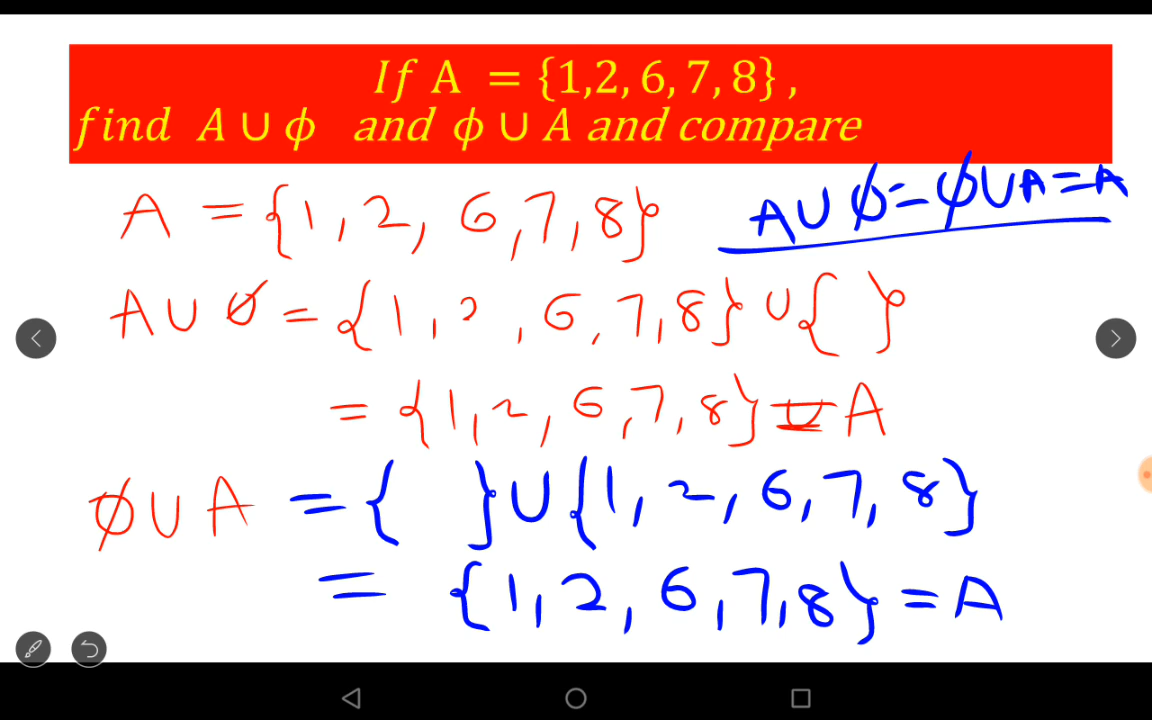 If A = {1,2, 6, 7, 8} ,
find A ∪ ϕ and ϕ ∪ A and compare
A ∪ ϕ = ϕ ∪ A = A
A = {1, 2, 6, 7, 8}
A ∪ ϕ = {1, 2, 6, 7, 8} ∪ { }
= {1, 2, 6, 7, 8} = A
ϕ ∪ A = { } ∪ {1, 2, 6, 7, 8}
= {1, 2, 6, 7, 8} = A